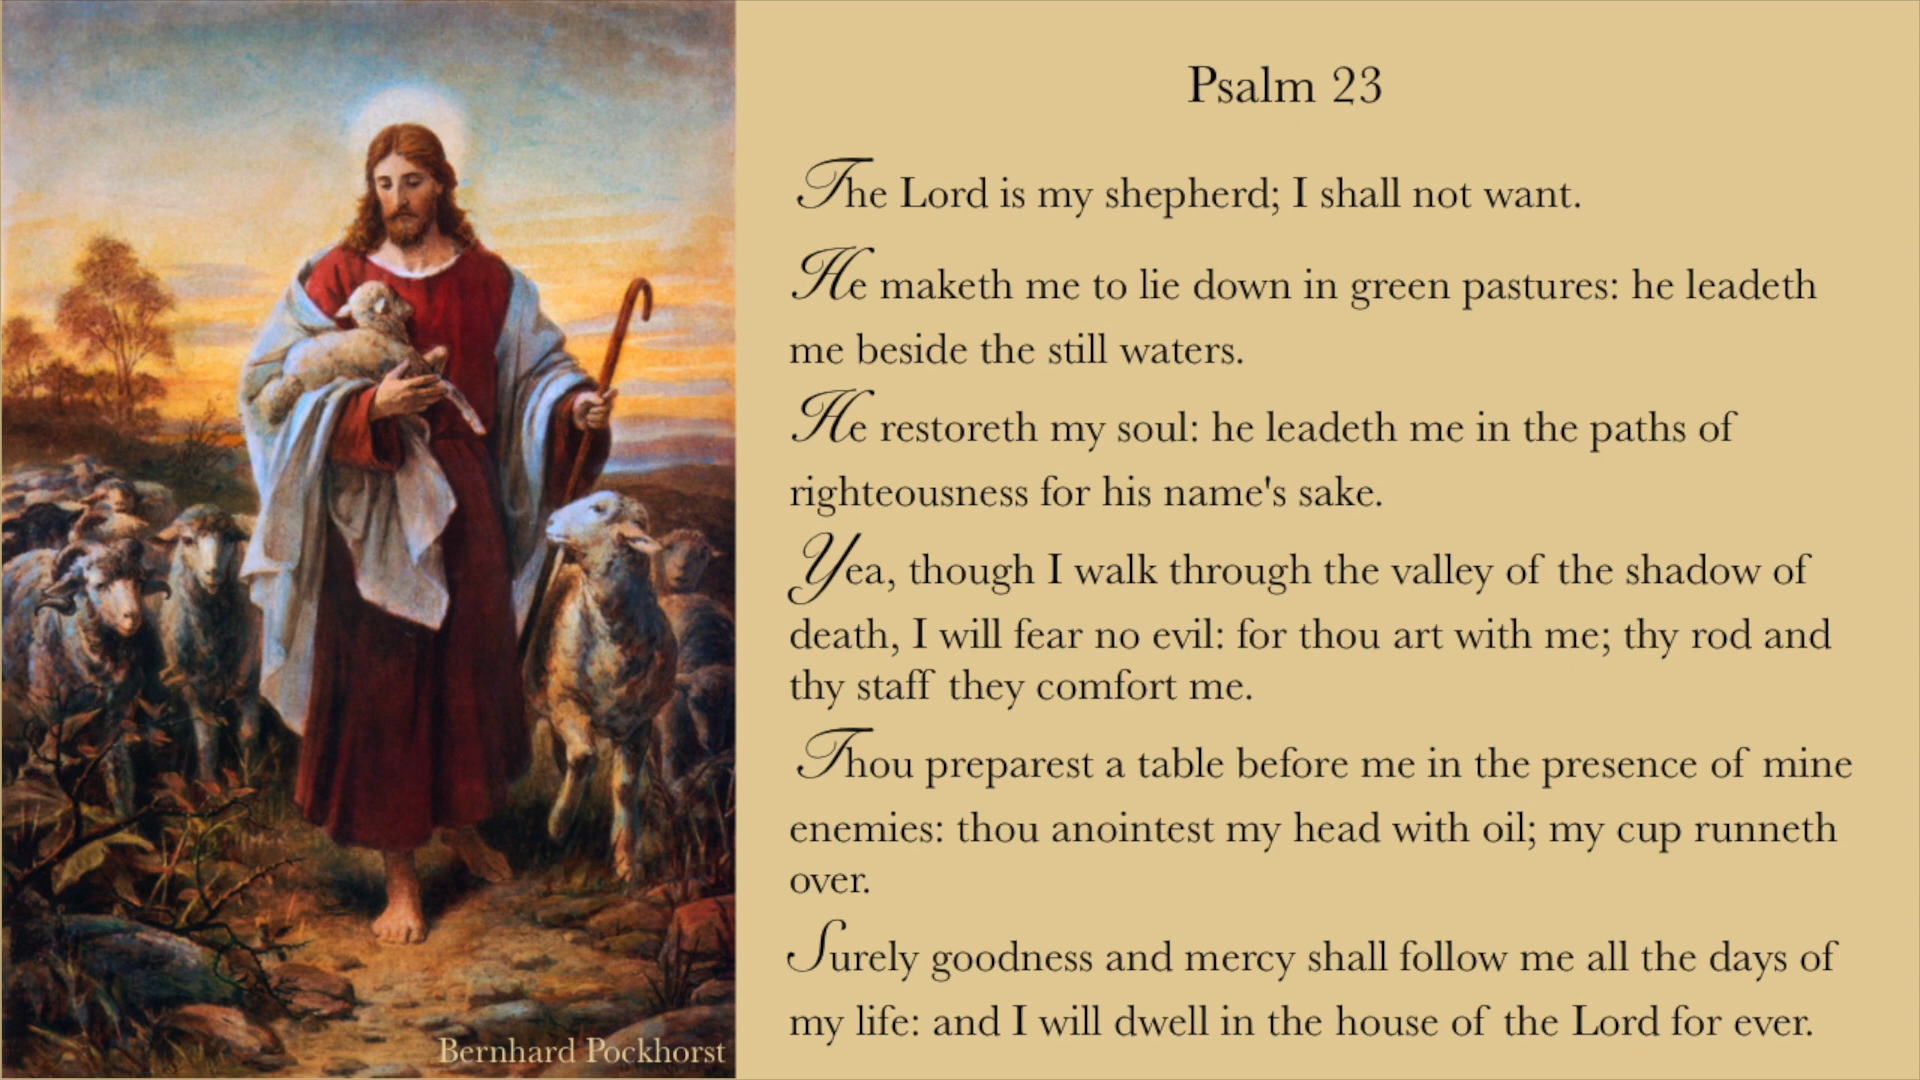 Psalm 23
The Lord is my shepherd; I shall not want.
He maketh me to lie down in green pastures: he leadeth
me beside the still waters.
He restoreth my soul: he leadeth me in the paths of
righteousness for his name's sake.
Yea, though I walk through the valley of the shadow of
death, I will fear no evil: for thou art with me; thy rod and
thy staff they comfort me.
Thou preparest a table before me in the presence of mine
enemies: thou anointest my head with oil; my cup runneth
over.
Surely goodness and mercy shall follow me all the days of
my life: and I will dwell in the house of the Lord for ever.
Bernhard Pockhorst